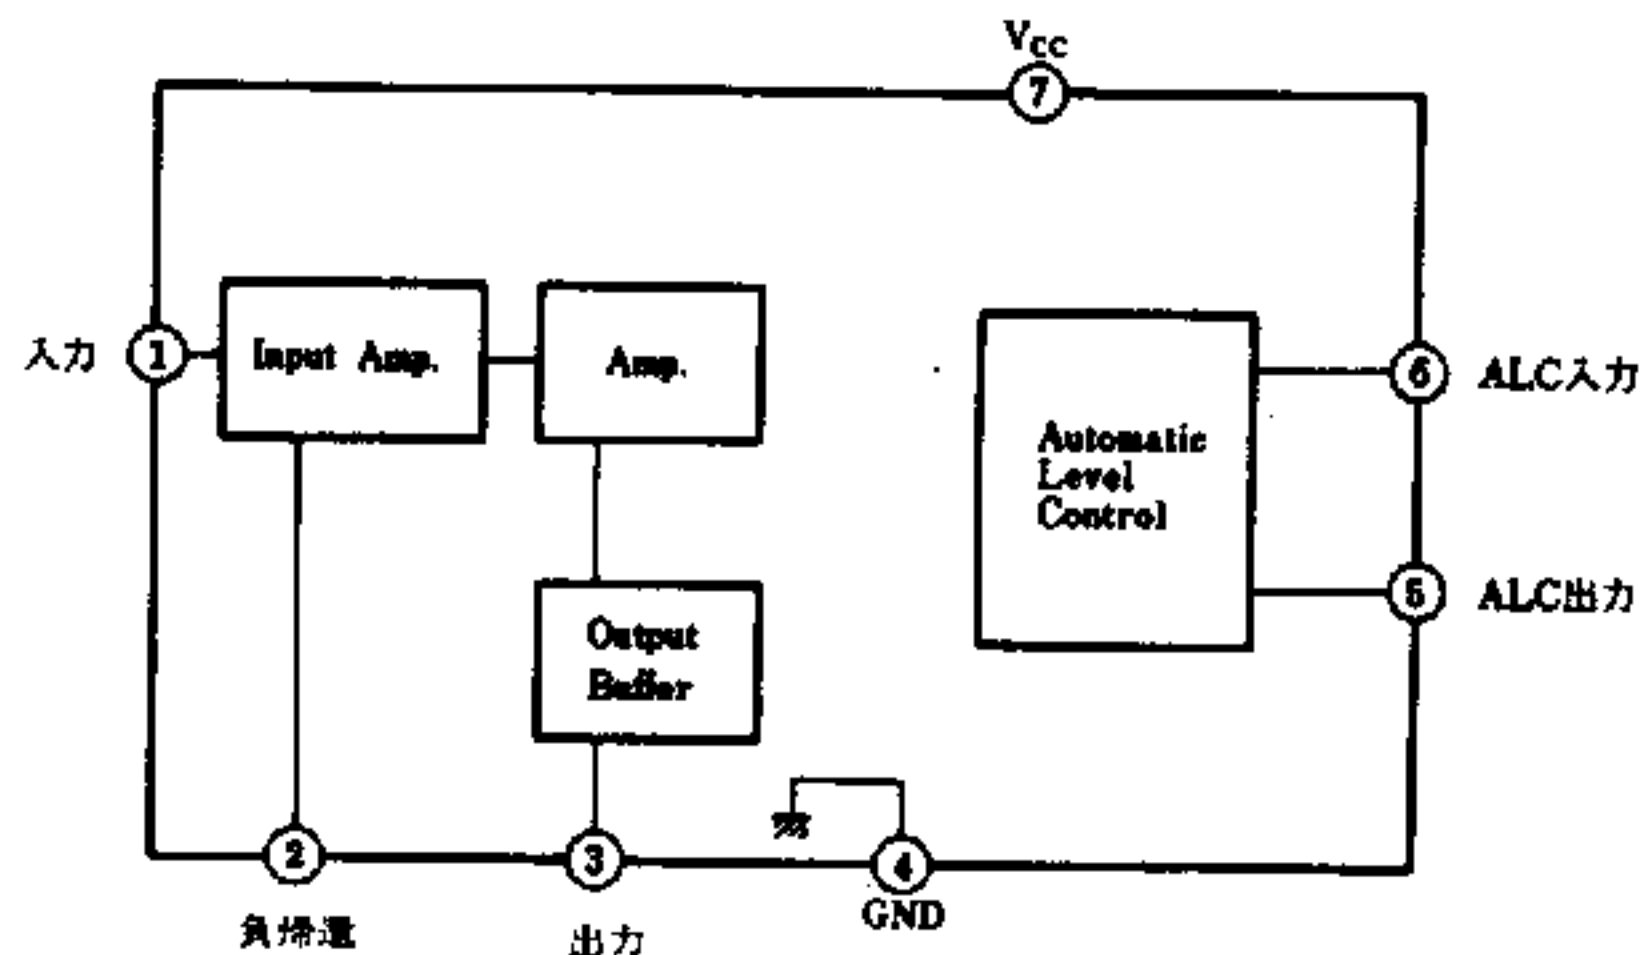 VCC
7
入力
1
Input Amp.
Amp.
Automatic
Level
Control
6
ALC入力
5
ALC出力
Output
Buffer
2
3
4
負帰還
出力
GND